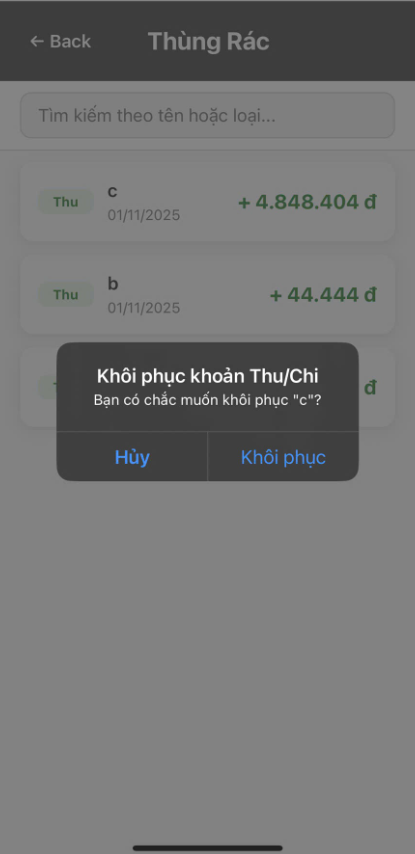 ← Back
Thùng Rác
Tìm kiếm theo tên hoặc loại...
Thu
c
01/11/2025
+ 4.848.404 đ
Thu
b
01/11/2025
+ 44.444 đ
đ
Khôi phục khoản Thu/Chi
Bạn có chắc muốn khôi phục "c"?
Hủy
Khôi phục